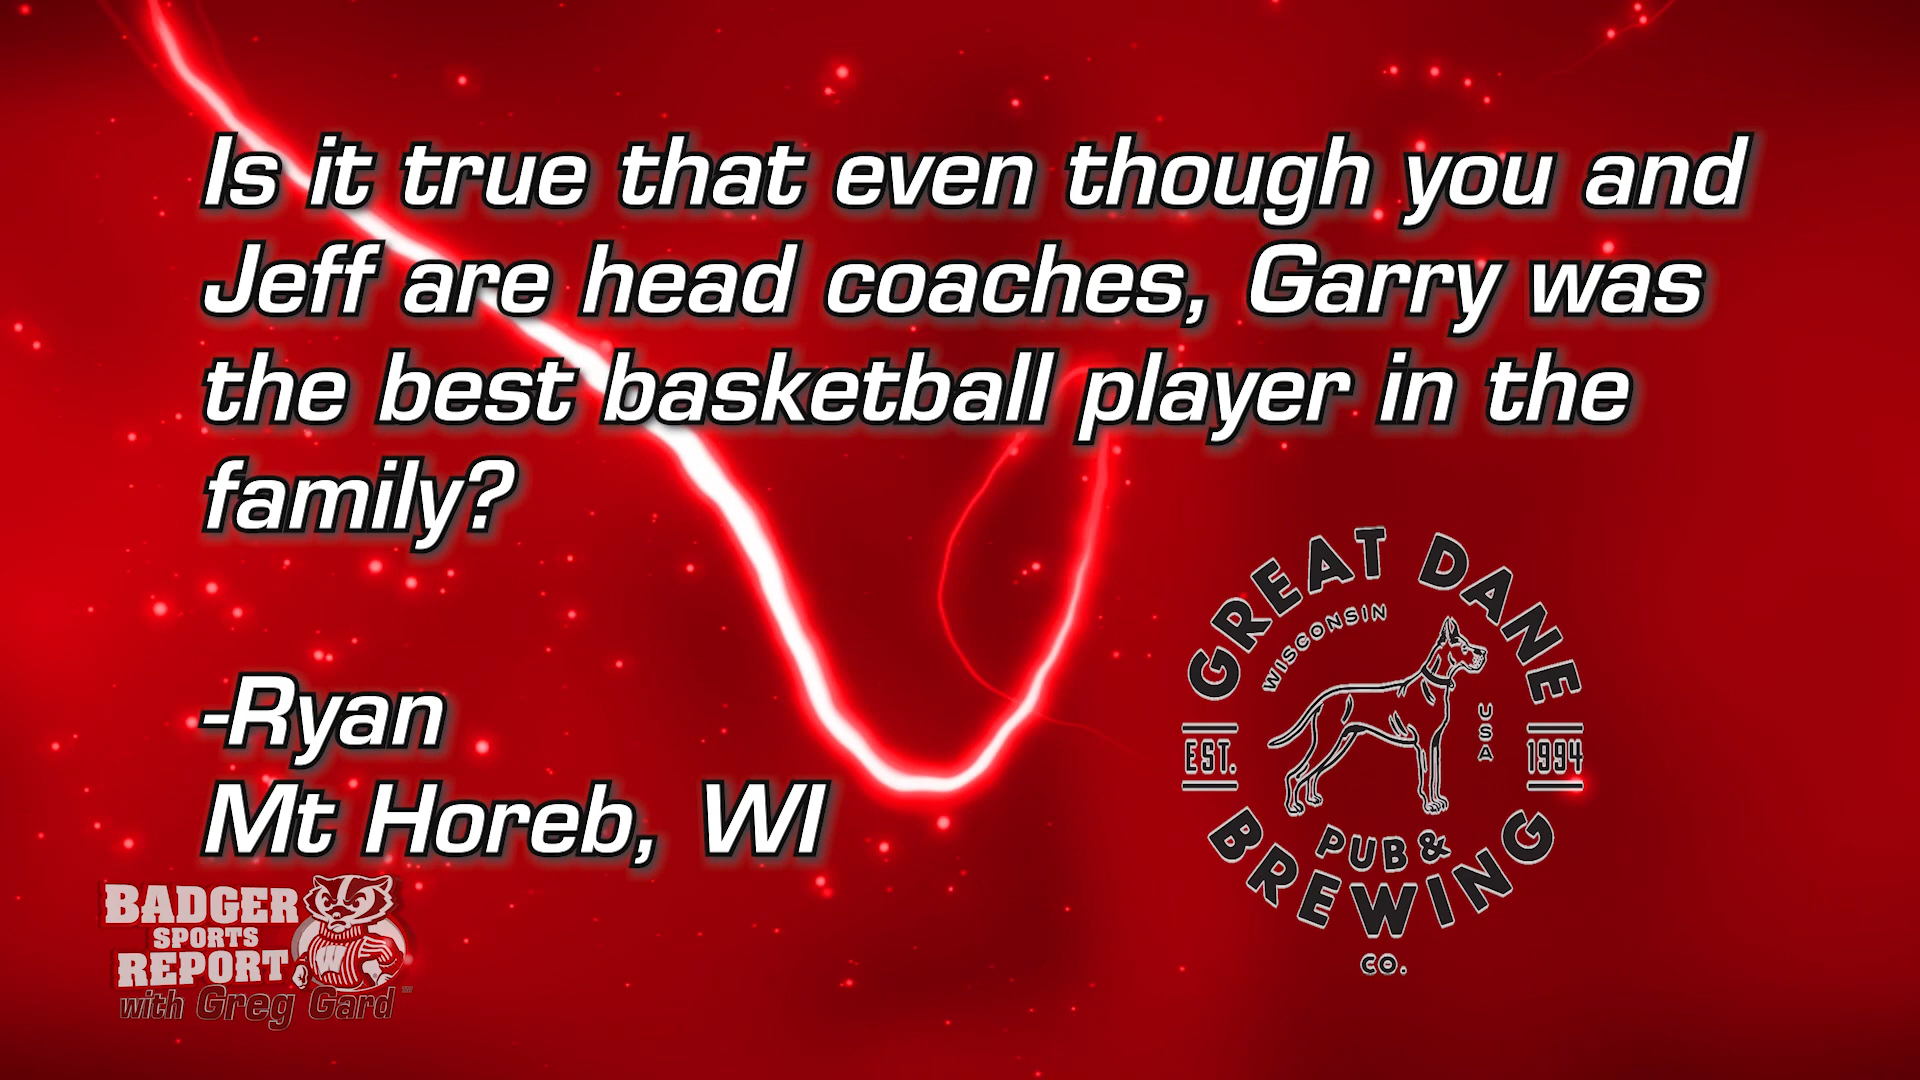 Is it true that even though you and
Jeff are head coaches, Garry was
the best basketball player in the
family?
-Ryan
Mt Horeb, WI
GREAT DANE
WISCONSIN
USA
EST. 1994
PUB &
BREWING
CO.
BADGER
SPORTS
REPORT
with Greg Gard
W